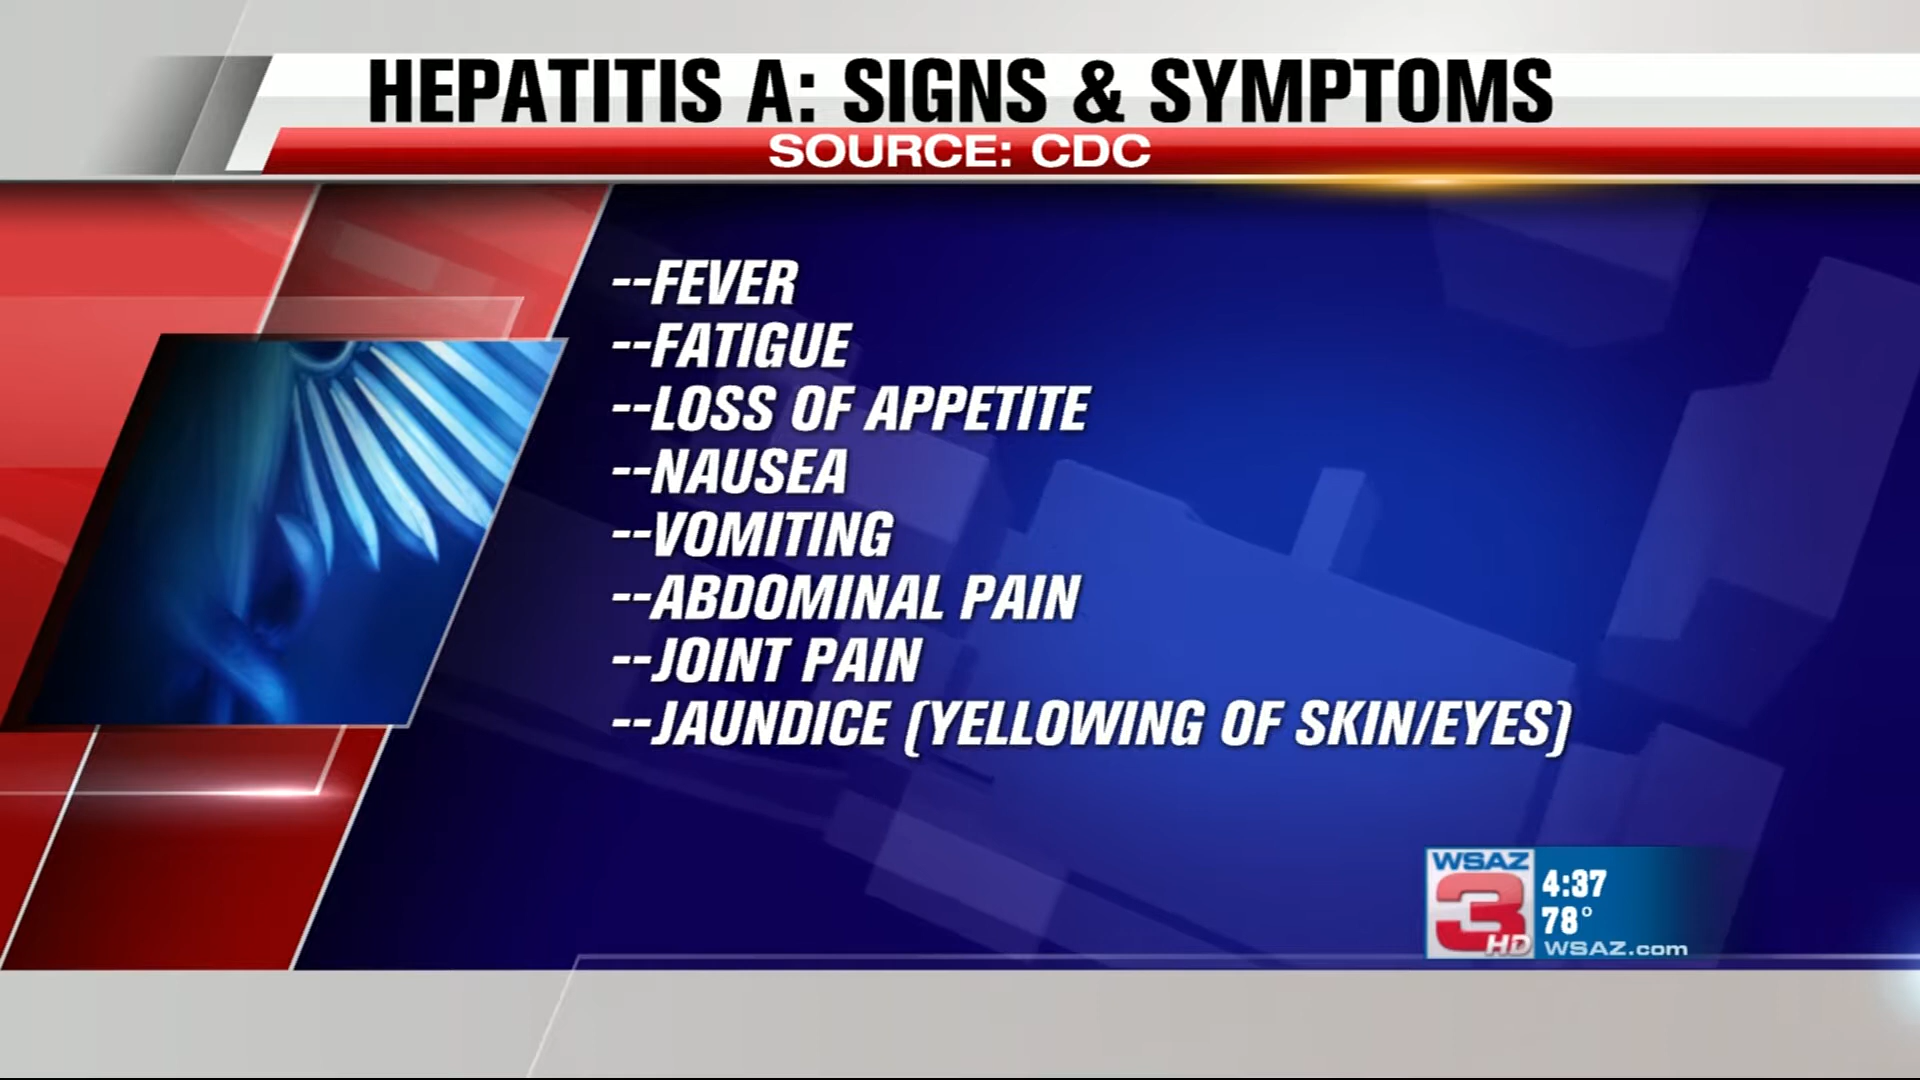 HEPATITIS A: SIGNS & SYMPTOMS
SOURCE: CDC
--FEVER
--FATIGUE
--LOSS OF APPETITE
--NAUSEA
--VOMITING
--ABDOMINAL PAIN
--JOINT PAIN
--JAUNDICE (YELLOWING OF SKIN/EYES)
WSAZ
3
HD
4:37
78°
WSAZ.com